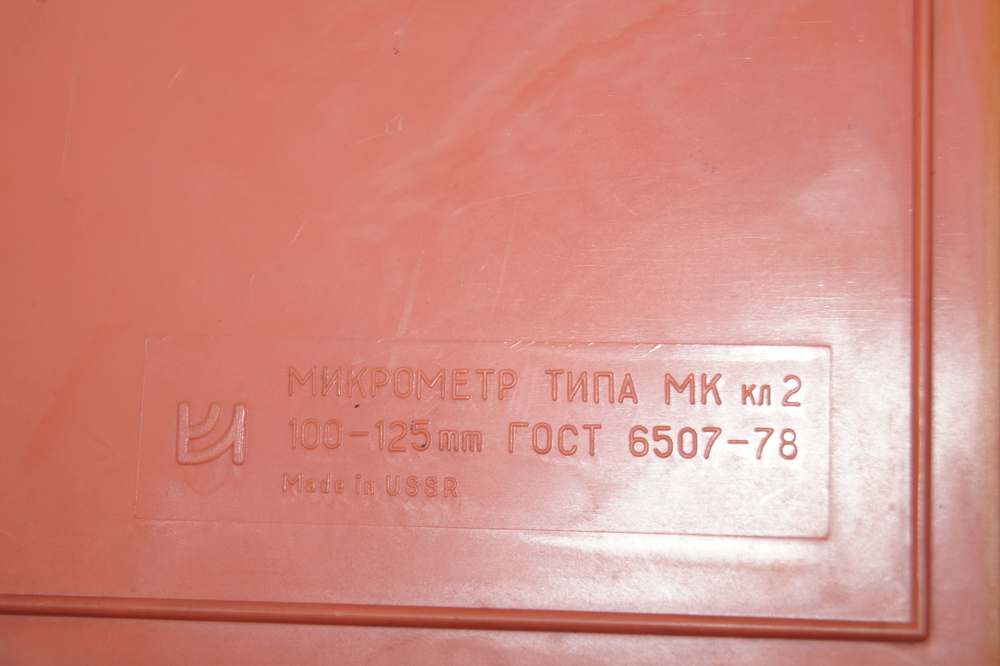 МИКРОМЕТР ТИПА МК кл 2
100-125 mm ГОСТ 6507-78
Made in USSR